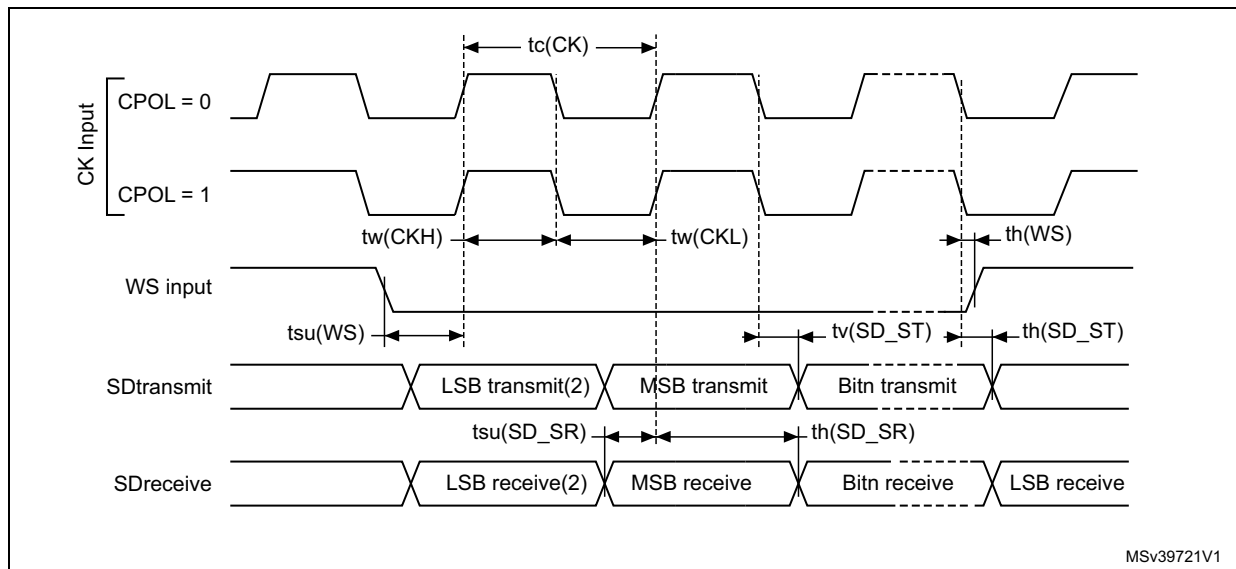 tc(CK)
CK Input
CPOL = 0
CPOL = 1
tw(CKH)
tw(CKL)
th(WS)
WS input
tsu(WS)
tv(SD_ST)
th(SD_ST)
SDtransmit
LSB transmit(2)
MSB transmit
Bitn transmit
tsu(SD_SR)
th(SD_SR)
SDreceive
LSB receive(2)
MSB receive
Bitn receive
LSB receive
MSv39721V1